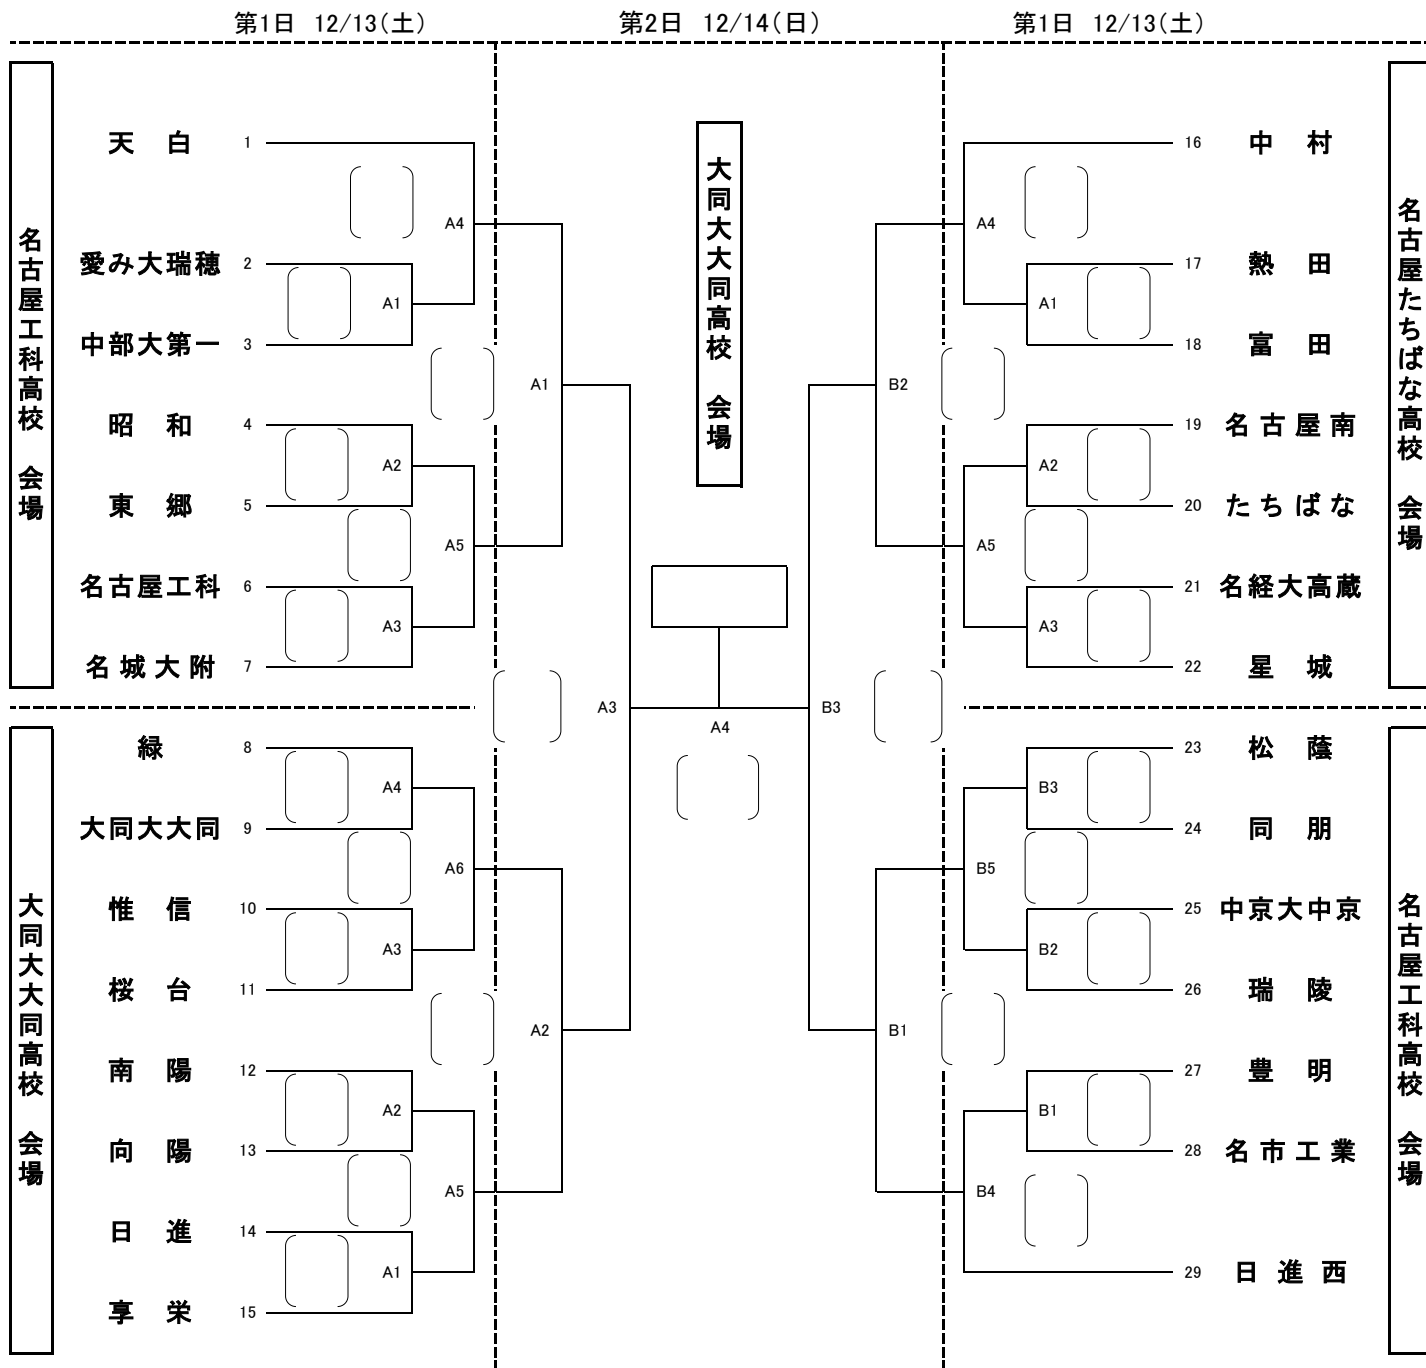 第1日 12/13(土)
第2日 12/14(日)
第1日 12/13(土)
名古屋工科高校 会場
天 白 1
愛み大瑞穂 2
中部大第一 3
昭 和 4
東 郷 5
名古屋工科 6
名城大附 7
A4
A1
A2
A5
A3
A1
大同大大同高校 会場
緑 8
大同大大同 9
惟 信 10
桜 台 11
南 陽 12
向 陽 13
日 進 14
享 栄 15
A4
A6
A3
A2
A5
A1
A2
A3
大同大大同高校 会場
A4
B2
B3
B1
16 中 村
17 熱 田
18 富 田
19 名古屋南
20 たちばな
21 名経大高蔵
22 星 城
A4
A1
A2
A5
A3
名古屋たちばな高校 会場
23 松 蔭
24 同 朋
25 中京大中京
26 瑞 陵
27 豊 明
28 名市工業
29 日進西
B3
B5
B2
B1
B4
名古屋工科高校 会場